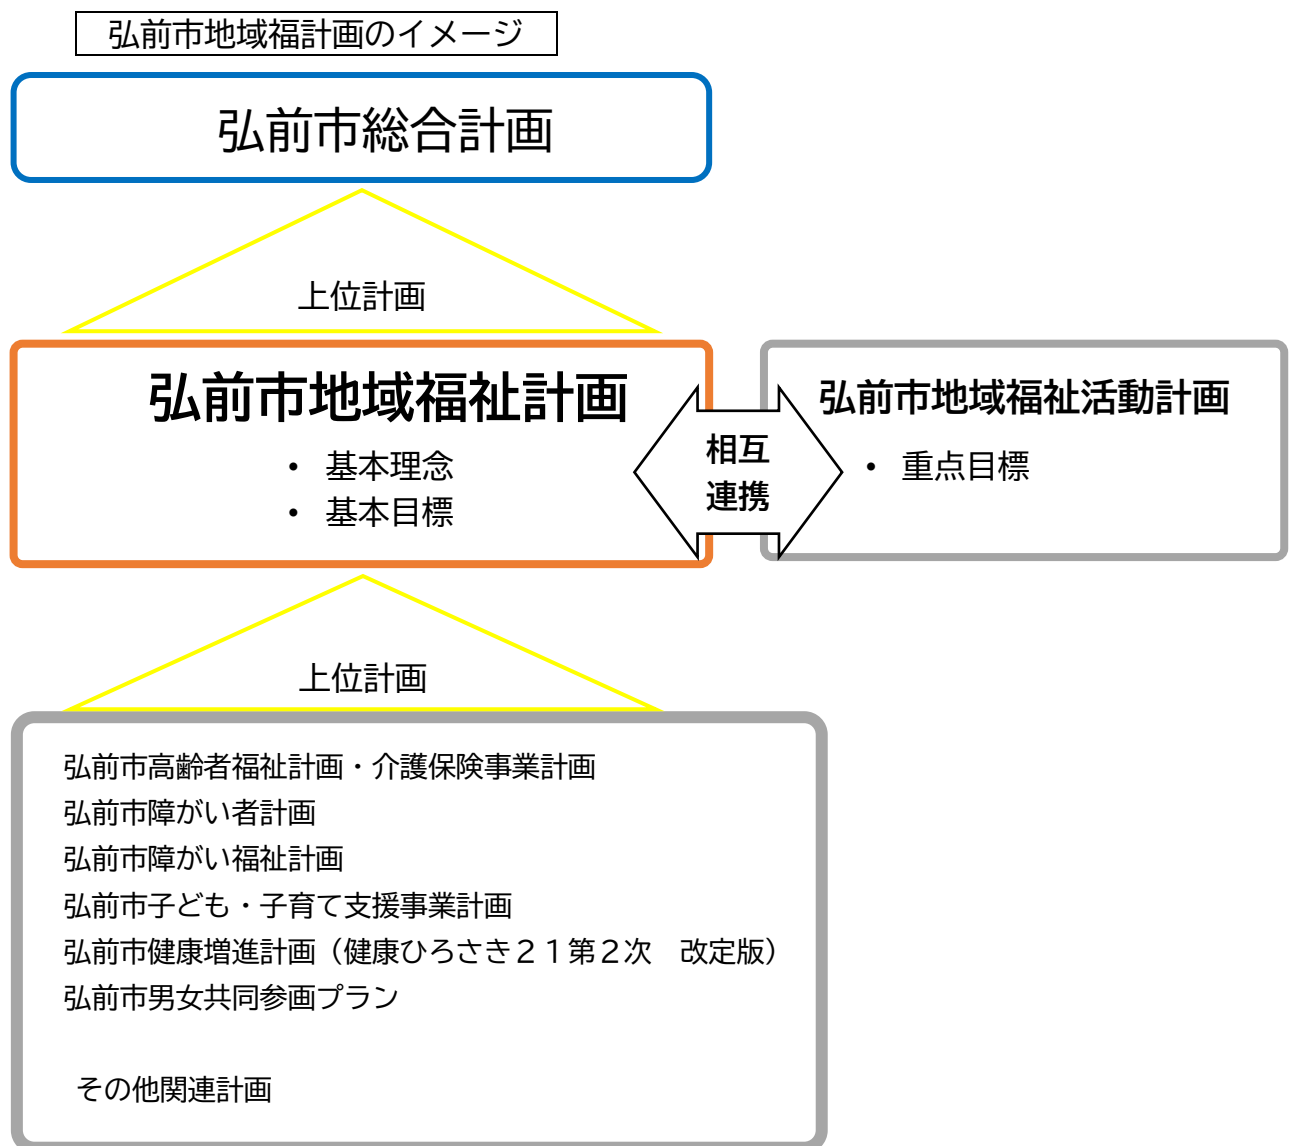 弘前市地域福計画のイメージ
弘前市総合計画
上位計画
弘前市地域福祉計画
• 基本理念
• 基本目標
相互
連携
弘前市地域福祉活動計画
• 重点目標
上位計画
弘前市高齢者福祉計画・介護保険事業計画
弘前市障がい者計画
弘前市障がい福祉計画
弘前市子ども・子育て支援事業計画
弘前市健康増進計画（健康ひろさき２１第２次　改定版）
弘前市男女共同参画プラン
その他関連計画